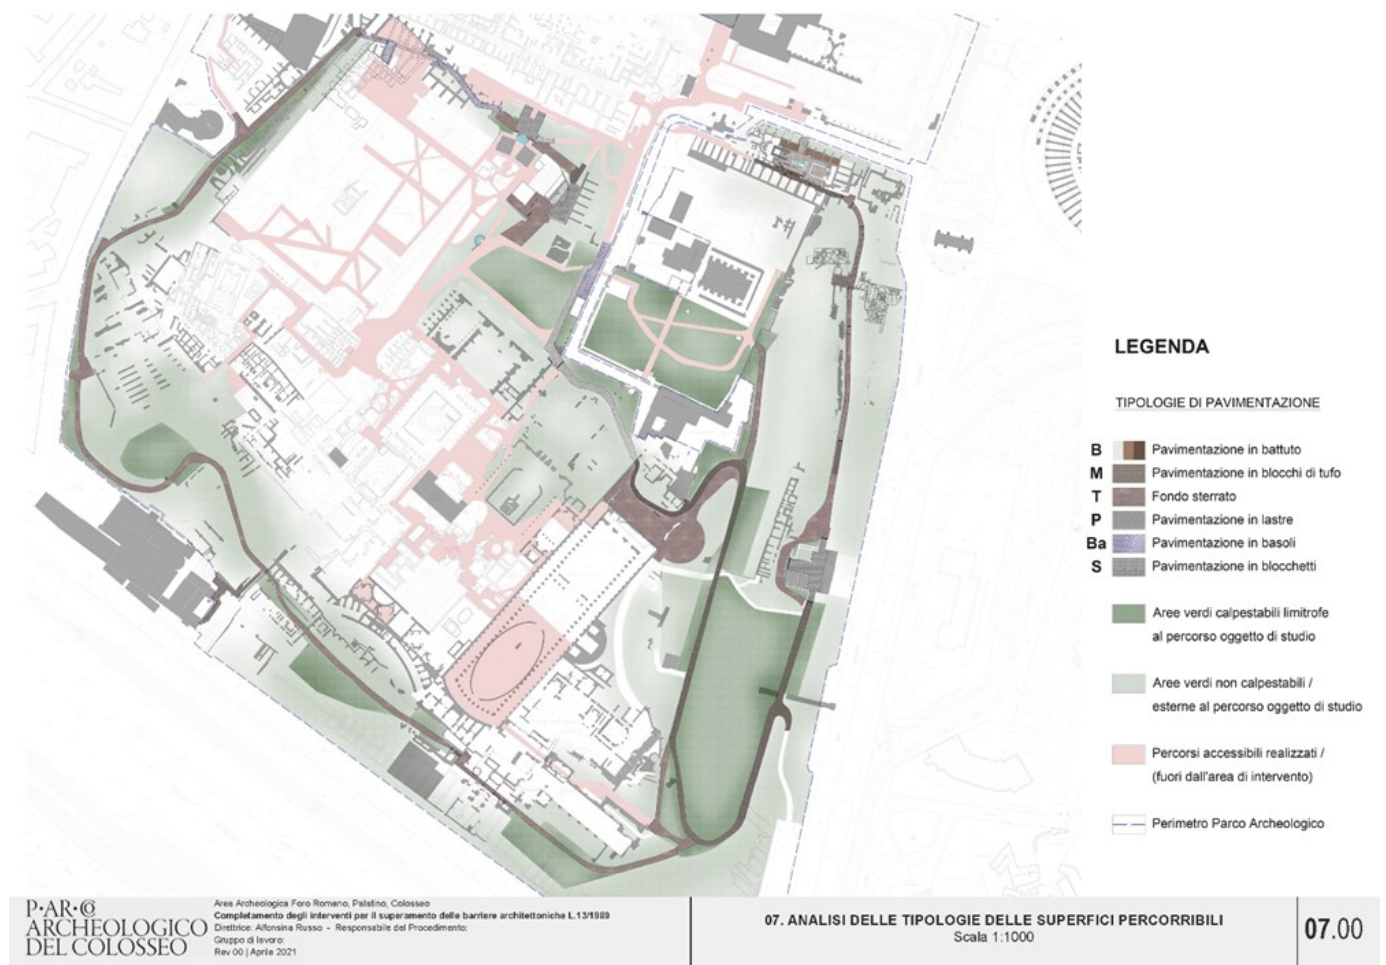 LEGENDA
TIPOLOGIE DI PAVIMENTAZIONE
B Pavimentazione in battuto
M Pavimentazione in blocchi di tufo
T Fondo sterrato
P Pavimentazione in lastre
Ba Pavimentazione in basoli
S Pavimentazione in blocchetti
Aree verdi calpestabili limitrofe
al percorso oggetto di studio
Aree verdi non calpestabili /
esterne al percorso oggetto di studio
Percorsi accessibili realizzati /
(fuori dall'area di intervento)
Perimetro Parco Archeologico
P·AR·CO
ARCHEOLOGICO
DEL COLOSSEO
Area Archeologica Foro Romano, Palatino, Colosseo
Completamento degli interventi per il superamento delle barriere architettoniche L.13/1989
Direttrice: Alfonsina Russo - Responsabile del Procedimento:
Gruppo di lavoro:
Rev 00 | Aprile 2021
07. ANALISI DELLE TIPOLOGIE DELLE SUPERFICI PERCORRIBILI
Scala 1:1000
07.00